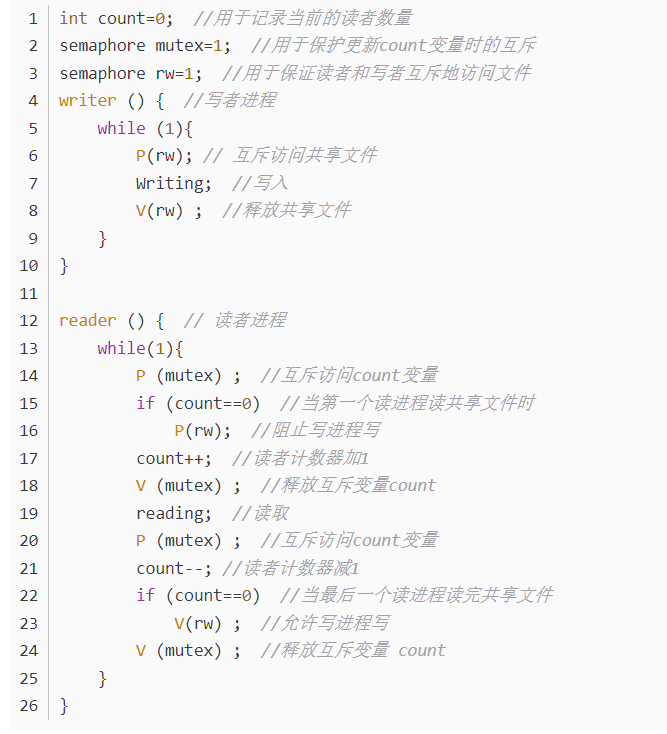 1 int count=0;  //用于记录当前的读者数量
2 semaphore mutex=1;  //用于保护更新count变量时的互斥
3 semaphore rw=1;  //用于保证读者和写者互斥地访问文件
4 writer () {  //写者进程
5     while (1){
6         P(rw); // 互斥访问共享文件
7         Writing;  //写入
8         V(rw) ;  //释放共享文件
9     }
10 }
11
12 reader () {  // 读者进程
13     while(1){
14         P (mutex) ;  //互斥访问count变量
15         if (count==0)  //当第一个读进程读共享文件时
16             P(rw);  //阻止写进程写
17         count++;  //读者计数器加1
18         V (mutex) ;  //释放互斥变量count
19         reading;  //读取
20         P (mutex) ;  //互斥访问count变量
21         count--; //读者计数器减1
22         if (count==0)  //当最后一个读进程读完共享文件
23             V(rw) ;  //允许写进程写
24         V (mutex) ;  //释放互斥变量 count
25     }
26 }